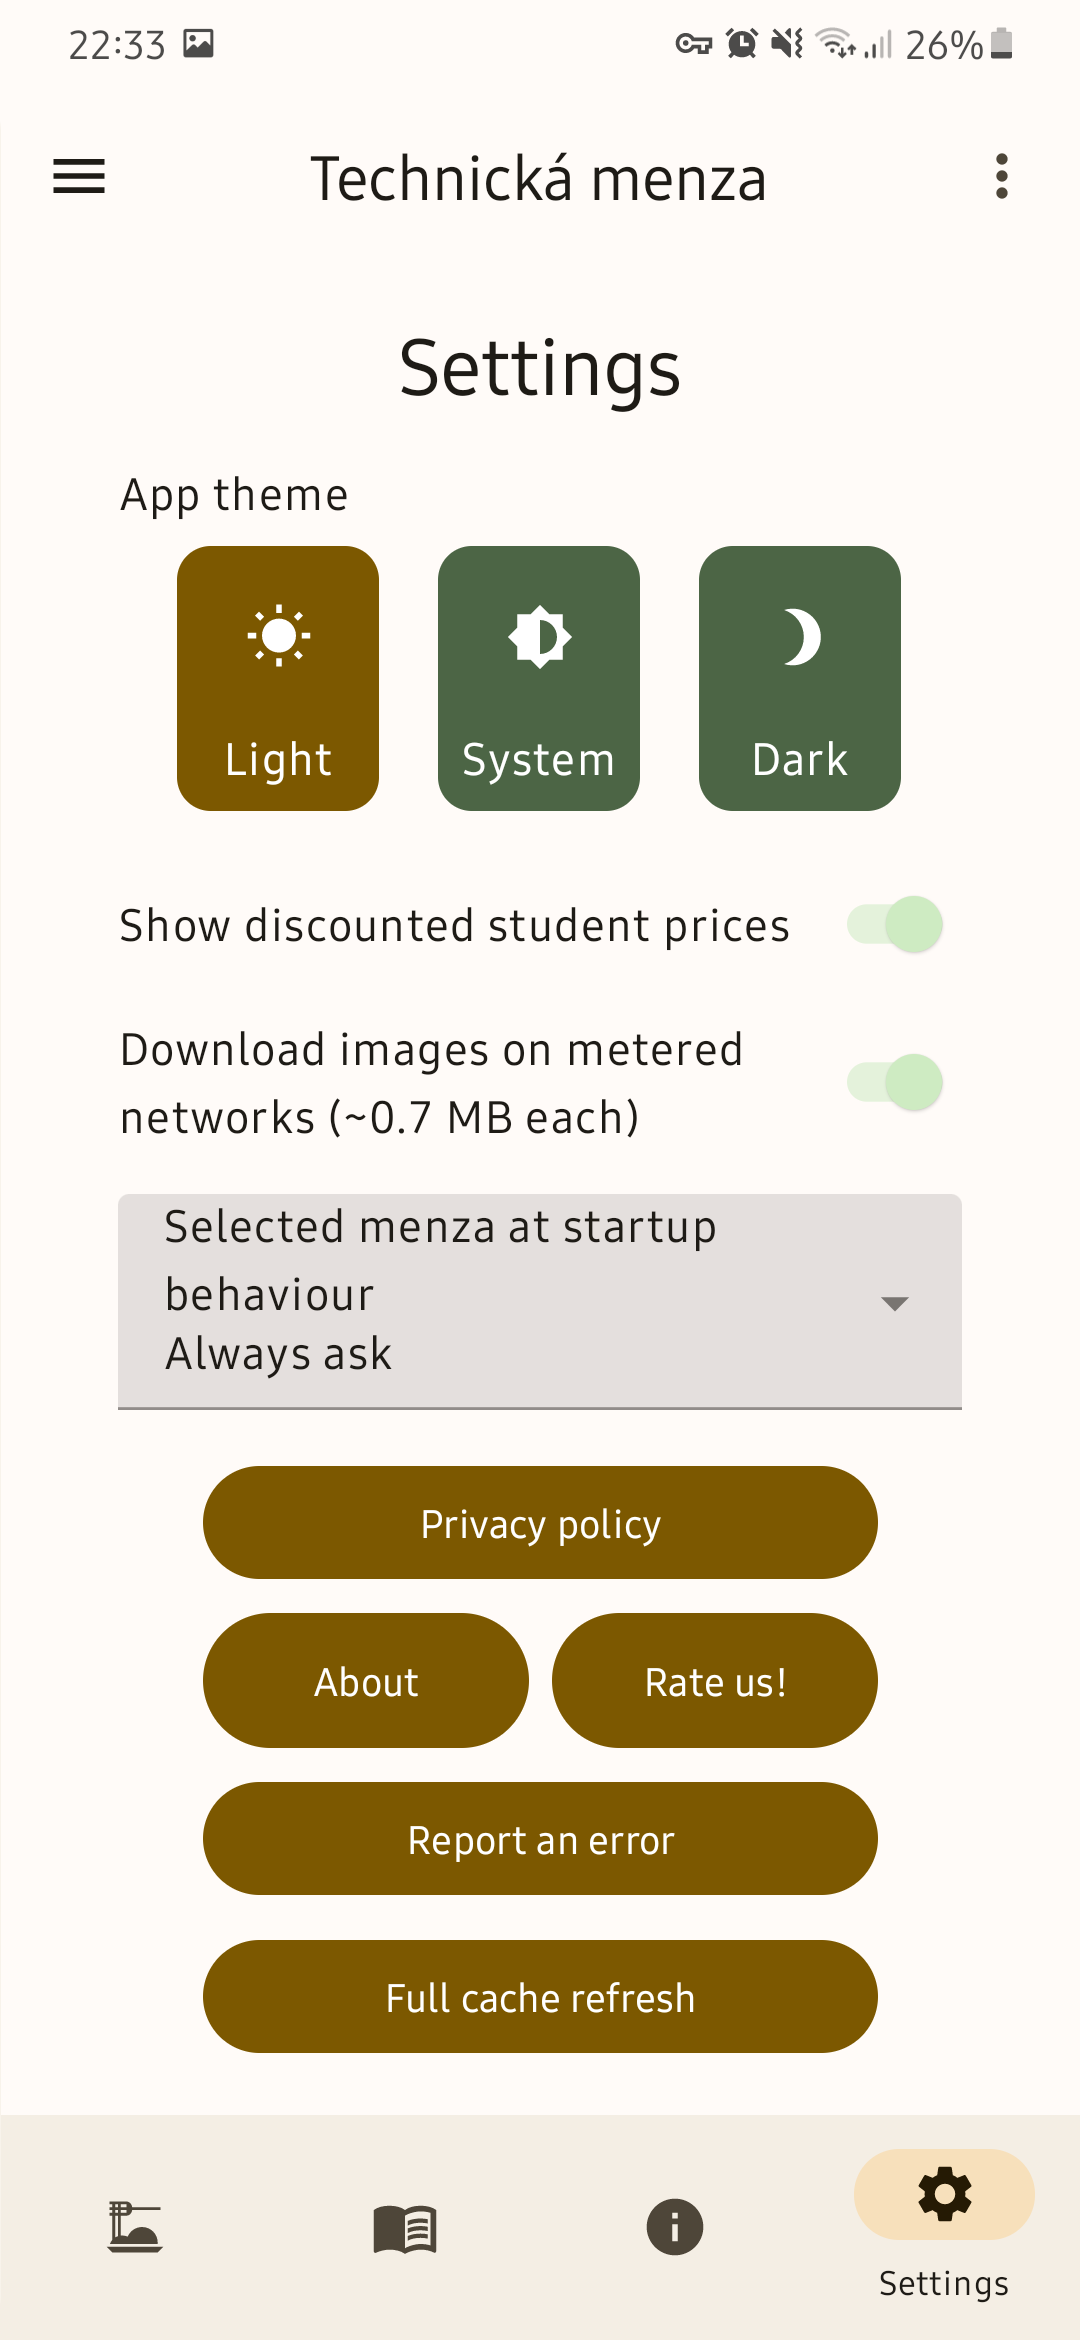 22:33
26%
Technická menza
Settings
App theme
Light
System
Dark
Show discounted student prices
Download images on metered
networks (~0.7 MB each)
Selected menza at startup
behaviour
Always ask
Privacy policy
About
Rate us!
Report an error
Full cache refresh
Settings